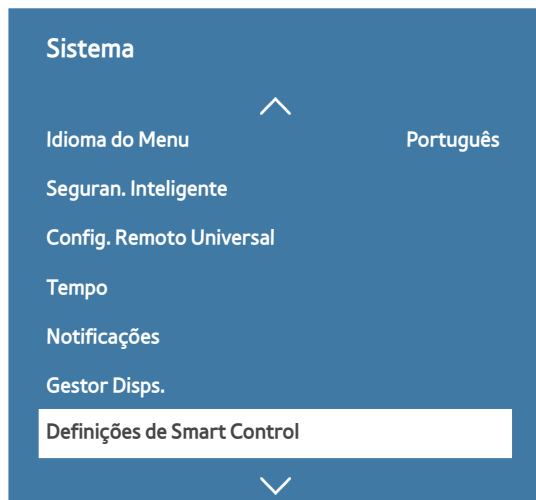 Sistema
Idioma do Menu Português
Seguran. Inteligente
Config. Remoto Universal
Tempo
Notificações
Gestor Disps.
Definições de Smart Control